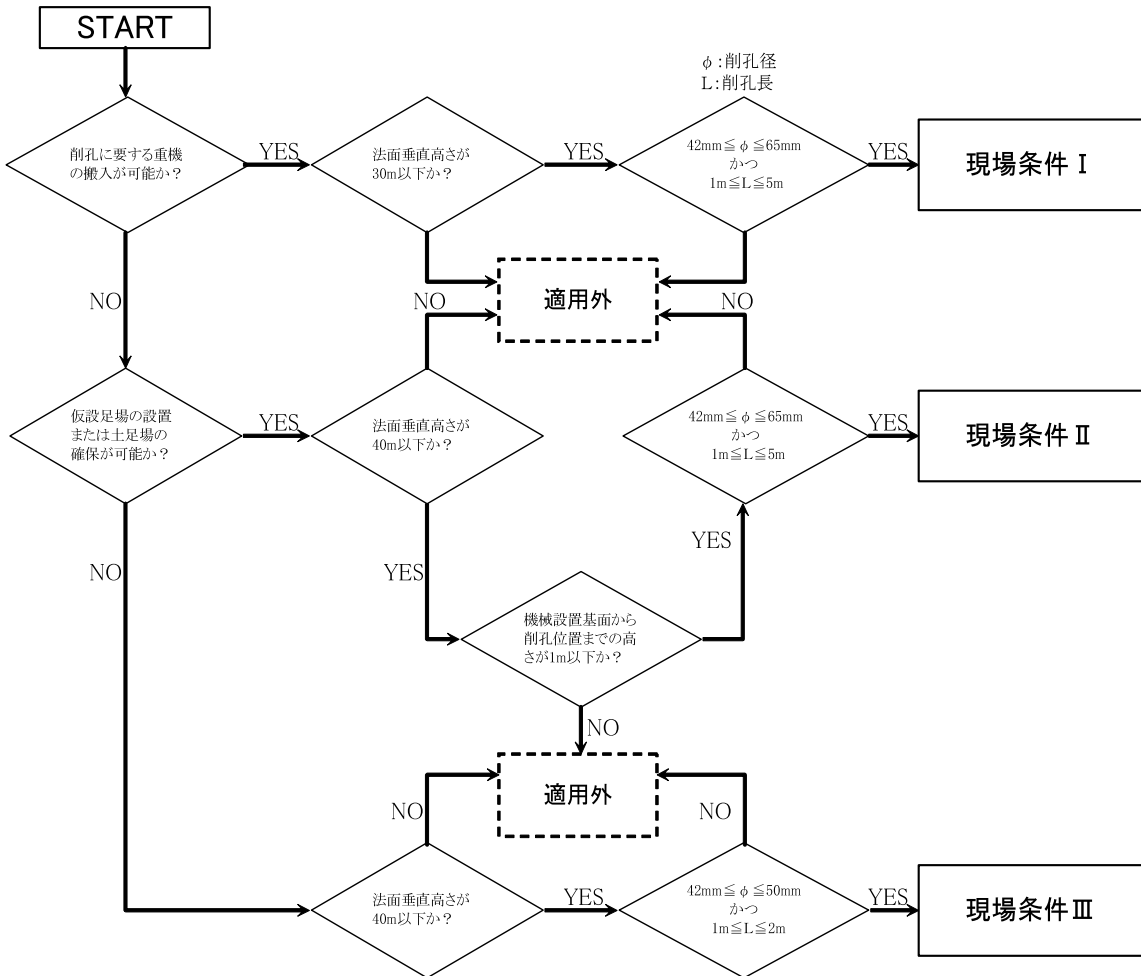 START
φ:削孔径
L:削孔長
削孔に要する重機
の搬入が可能か？
YES
法面垂直高さが
30m以下か？
YES
42mm≦φ≦65mm
かつ
1m≦L≦5m
YES
現場条件Ⅰ
NO
適用外
NO
NO
仮設足場の設置
または土足場の
確保が可能か？
YES
法面垂直高さが
40m以下か？
42mm≦φ≦65mm
かつ
1m≦L≦5m
YES
現場条件Ⅱ
NO
YES
YES
機械設置基面から
削孔位置までの高
さが1m以下か？
NO
適用外
NO
NO
法面垂直高さが
40m以下か？
YES
42mm≦φ≦50mm
かつ
1m≦L≦2m
YES
現場条件Ⅲ